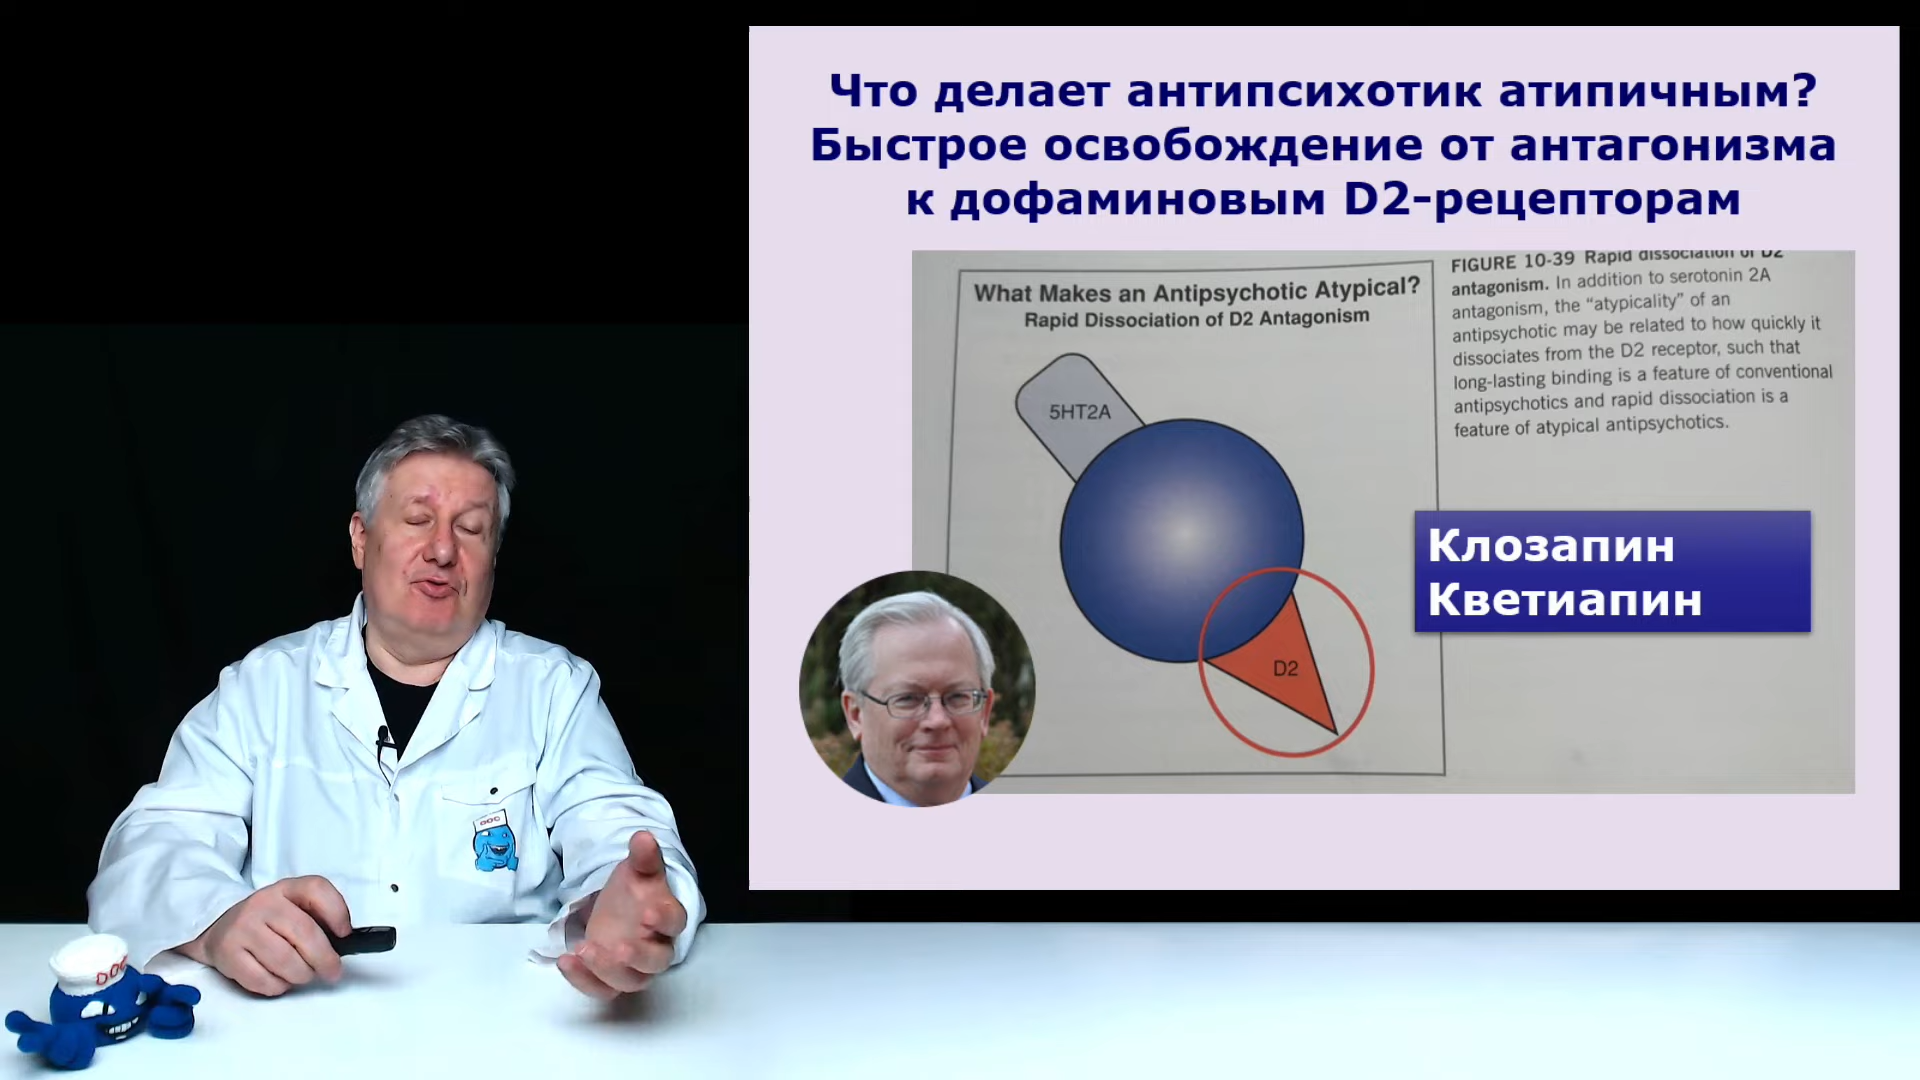 Что делает антипсихотик атипичным?
Быстрое освобождение от антагонизма
к дофаминовым D2-рецепторам
What Makes an Antipsychotic Atypical?
Rapid Dissociation of D2 Antagonism
5HT2A
D2
FIGURE 10-39 Rapid dissociation of D2
antagonism. In addition to serotonin 2A
antagonism, the “atypicality” of an
antipsychotic may be related to how quickly it
dissociates from the D2 receptor, such that
long-lasting binding is a feature of conventional
antipsychotics and rapid dissociation is a
feature of atypical antipsychotics.
Клозапин
Кветиапин
DOC
DOC